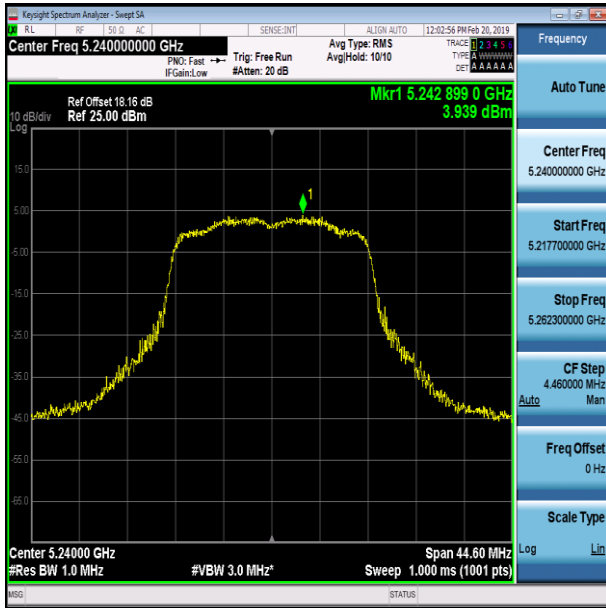 Keysight Spectrum Analyzer - Swept SA
RL RF 50 Ω AC SENSE:INT ALIGN AUTO 12:02:56 PM Feb 20, 2019
Center Freq 5.240000000 GHz
PNO: Fast
IFGain:Low
Trig: Free Run
#Atten: 20 dB
Avg Type: RMS
Avg|Hold: 10/10
TRACE 1 2 3 4 5 6
TYPE A WWWWW
DET A A A A A A
Ref Offset 18.16 dB
10 dB/div Ref 25.00 dBm
Log
Mkr1 5.242 899 0 GHz
3.939 dBm
1
15.0
5.00
-5.00
-15.0
-25.0
-35.0
-45.0
-55.0
-65.0
Center 5.24000 GHz Span 44.60 MHz
#Res BW 1.0 MHz #VBW 3.0 MHz* Sweep 1.000 ms (1001 pts)
MSG STATUS
Frequency
Auto Tune
Center Freq
5.240000000 GHz
Start Freq
5.217700000 GHz
Stop Freq
5.262300000 GHz
CF Step
4.460000 MHz
Auto Man
Freq Offset
0 Hz
Scale Type
Log Lin